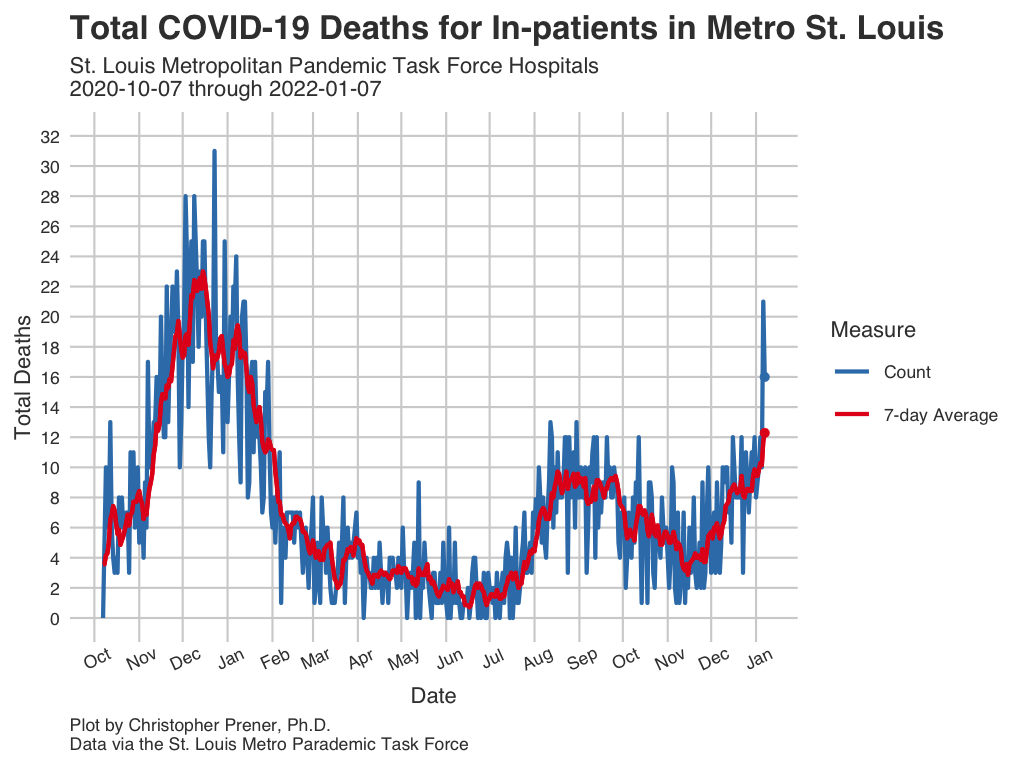 Total COVID-19 Deaths for In-patients in Metro St. Louis
St. Louis Metropolitan Pandemic Task Force Hospitals
2020-10-07 through 2022-01-07
32
30
28
26
24
22
20
18
16
14
12
10
8
6
4
2
0
Total Deaths
Oct Nov Dec Jan Feb Mar Apr May Jun Jul Aug Sep Oct Nov Dec Jan
Date
Measure
Count
7-day Average
Plot by Christopher Prener, Ph.D.
Data via the St. Louis Metro Parademic Task Force